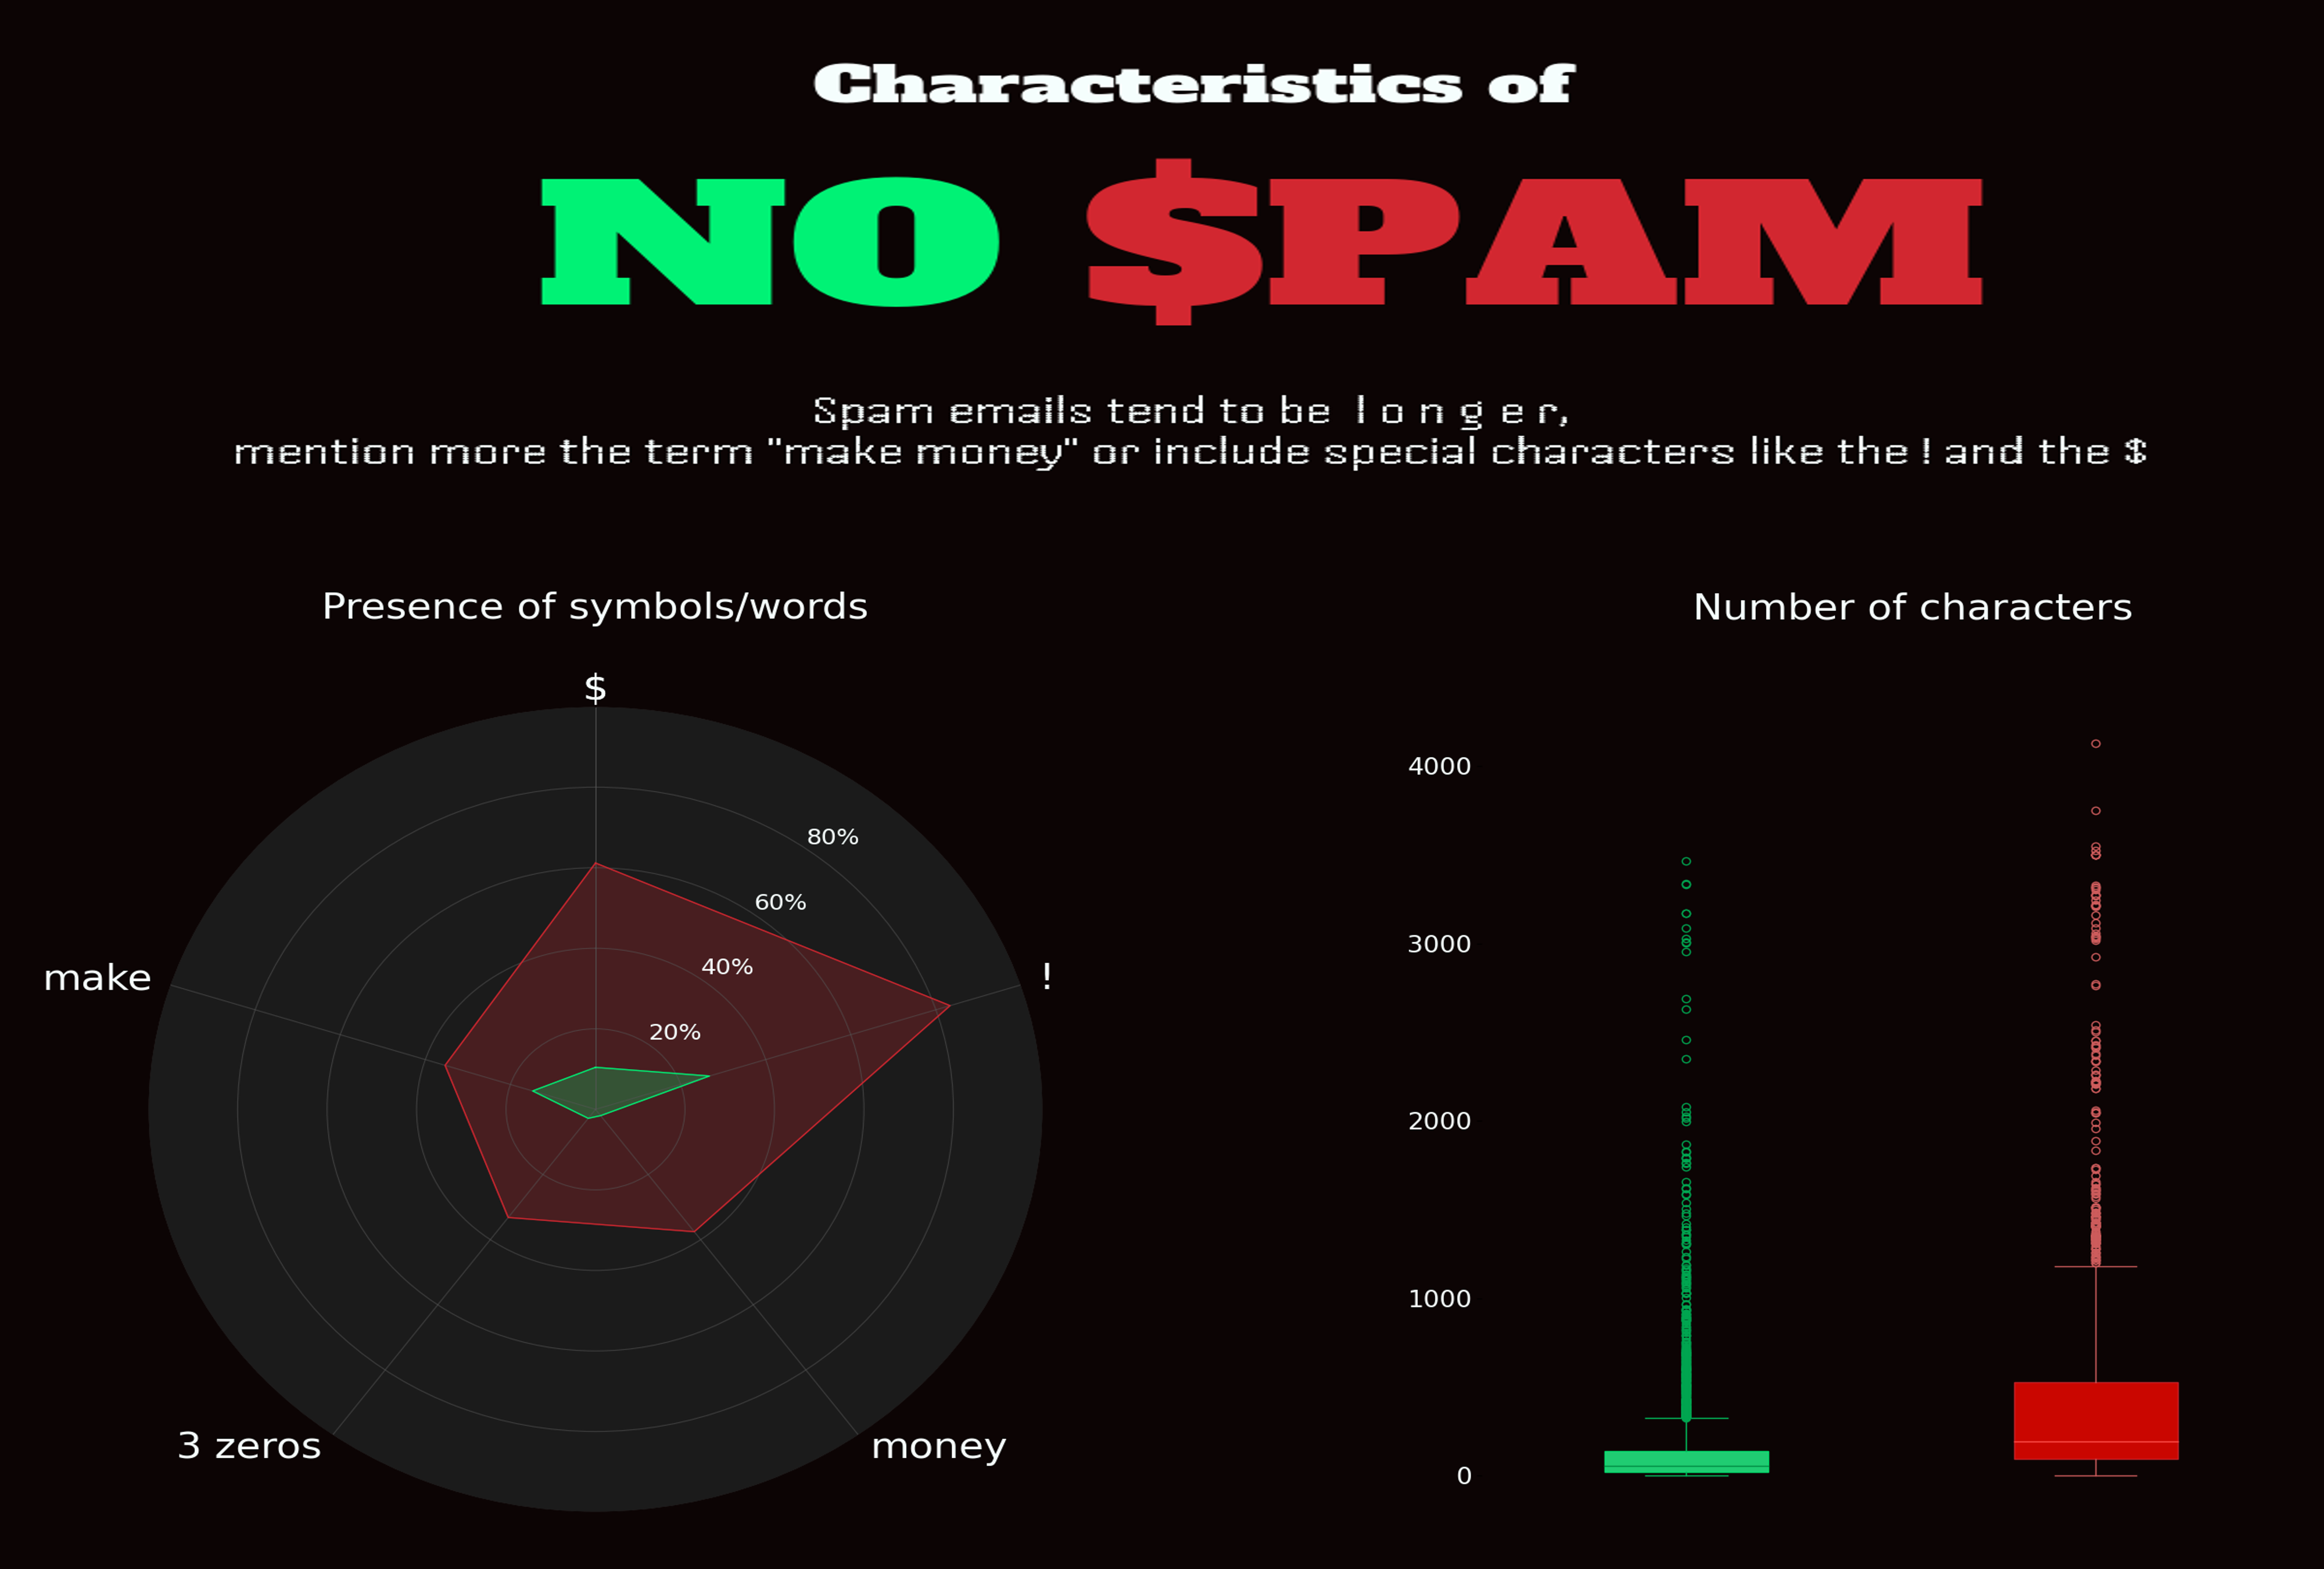 Characteristics of
NO $PAM
Spam emails tend to be l o n g e r,
mention more the term "make money" or include special characters like the ! and the $
Presence of symbols/words
$
!
money
3 zeros
make
80%
60%
40%
20%
Number of characters
4000
3000
2000
1000
0